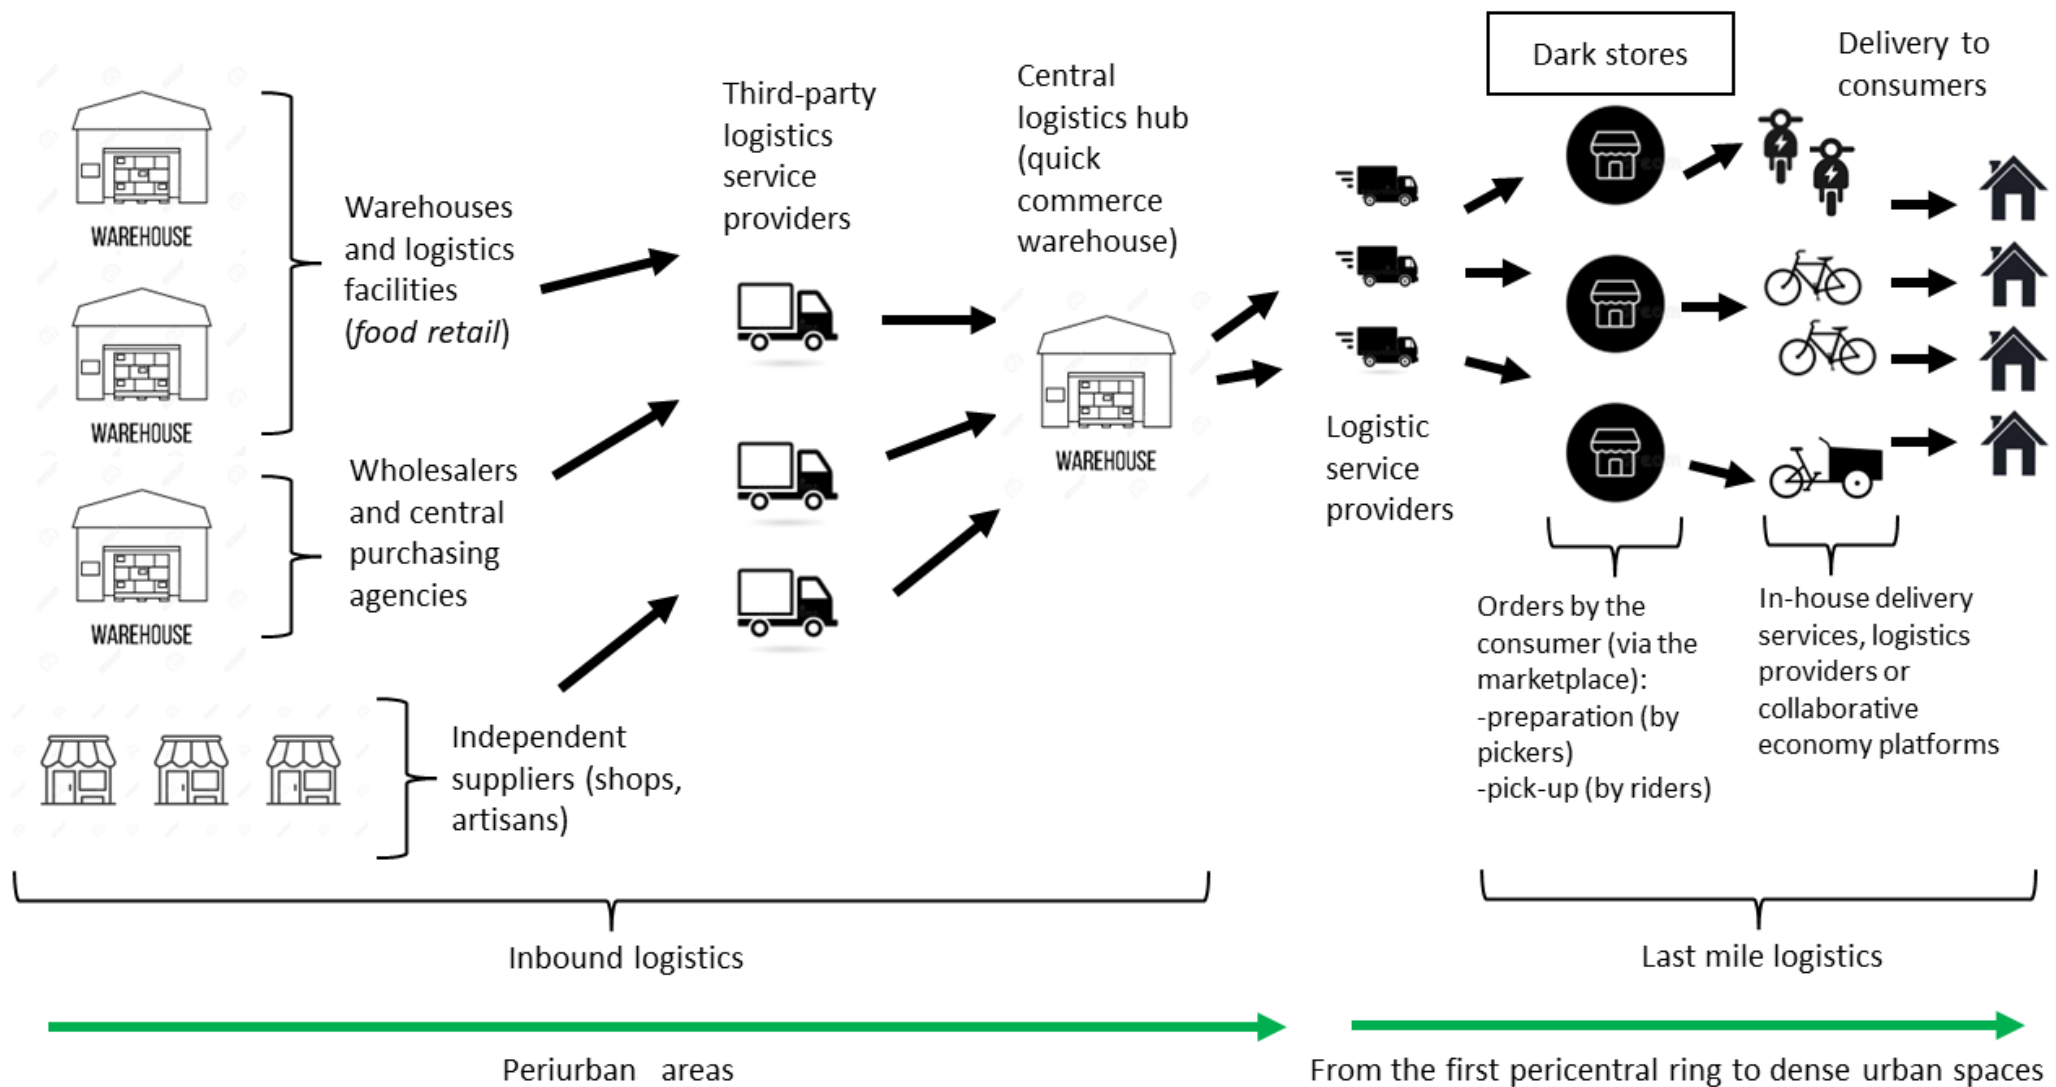 WAREHOUSE
WAREHOUSE
Warehouses
and logistics
facilities
(food retail)
WAREHOUSE
Wholesalers
and central
purchasing
agencies
Independent
suppliers (shops,
artisans)
Third-party
logistics
service
providers
Central
logistics hub
(quick
commerce
warehouse)
WAREHOUSE
Logistic
service
providers
Dark stores
Orders by the
consumer (via the
marketplace):
-preparation (by
pickers)
-pick-up (by riders)
Delivery to
consumers
In-house delivery
services, logistics
providers or
collaborative
economy platforms
Inbound logistics
Last mile logistics
Periurban areas
From the first pericentral ring to dense urban spaces